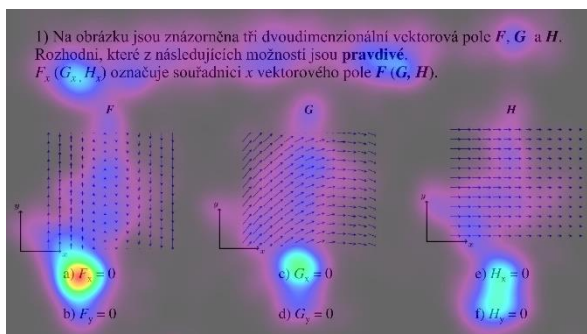 1) Na obrázku jsou znázorněna tři dvoudimenzionální vektorová pole F, G a H.
Rozhodni, které z následujících možnosti jsou pravdivé.
Fx (Gx, Hx) označuje souřadnici x vektorového pole F (G, H).
F G H
y y y
x x x
a) Fx = 0 c) Gx = 0 e) Hx = 0
b) Fy = 0 d) Gy = 0 f) Hy = 0